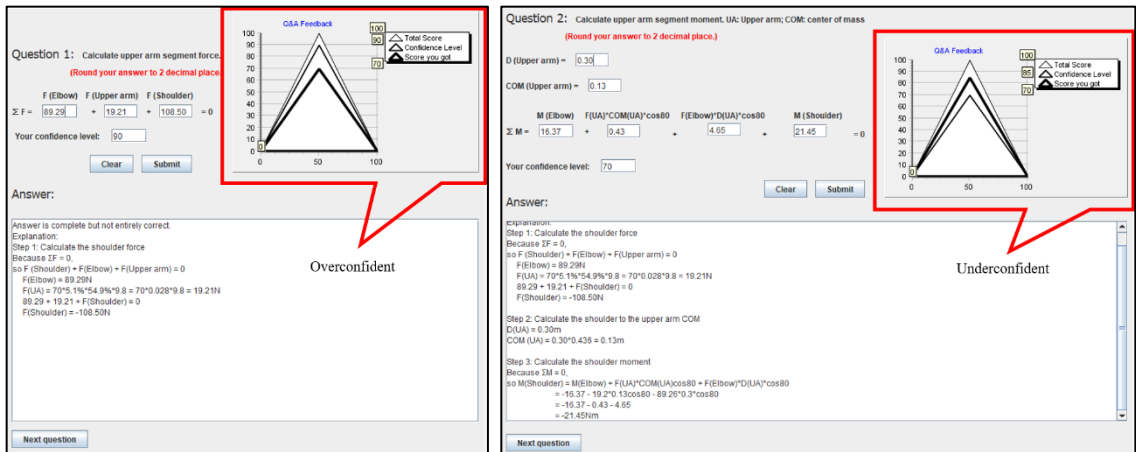 Question 1: Calculate upper arm segment force.
(Round your answer to 2 decimal place
F (Elbow) F (Upper arm) F (Shoulder)
Σ F = 89.29 + 19.21 + 108.50 = 0
Your confidence level: 90
Clear Submit
Q&A Feedback
100
90
80
70
60
50
40
30
20
10
0
0 50 100
100
90
70
0
Total Score
Confidence Level
Score you got
Overconfident
Answer:
Answer is complete but not entirely correct.
Explanation:
Step 1: Calculate the shoulder force
Because ΣF = 0,
so F (Shoulder) + F(Elbow) + F(Upper arm) = 0
F(Elbow) = 89.29N
F(UA) = 70*5.1%*54.9%*9.8 = 70*0.028*9.8 = 19.21N
89.29 + 19.21 + F(Shoulder) = 0
F(Shoulder) = -108.50N
Next question
Question 2: Calculate upper arm segment moment. UA: Upper arm; COM: center of mass
(Round your answer to 2 decimal place.)
D (Upper arm) = 0.30
COM (Upper arm) = 0.13
M (Elbow) F(UA)*COM(UA)*cos80 F(Elbow)*D(UA)*cos80 M (Shoulder)
Σ M = 16.37 + 0.43 + 4.65 + 21.45 = 0
Your confidence level: 70
Clear Submit
Q&A Feedback
100
90
80
70
60
50
40
30
20
10
0
0 50 100
100
85
70
0
Total Score
Confidence Level
Score you got
Underconfident
Answer:
Explanation:
Step 1: Calculate the shoulder force
Because ΣF = 0,
so F (Shoulder) + F(Elbow) + F(Upper arm) = 0
F(Elbow) = 89.29N
F(UA) = 70*5.1%*54.9%*9.8 = 70*0.028*9.8 = 19.21N
89.29 + 19.21 + F(Shoulder) = 0
F(Shoulder) = -108.50N
Step 2: Calculate the shoulder to the upper arm COM
D(UA) = 0.30m
COM (UA) = 0.30*0.436 = 0.13m
Step 3: Calculate the shoulder moment
Because ΣM = 0,
so M(Shoulder) = M(Elbow) + F(UA)*COM(UA)cos80 + F(Elbow)*D(UA)*cos80
= -16.37 - 19.2*0.13cos80 - 89.26*0.3*cos80
= -16.37 - 0.43 - 4.65
= -21.45Nm
Next question